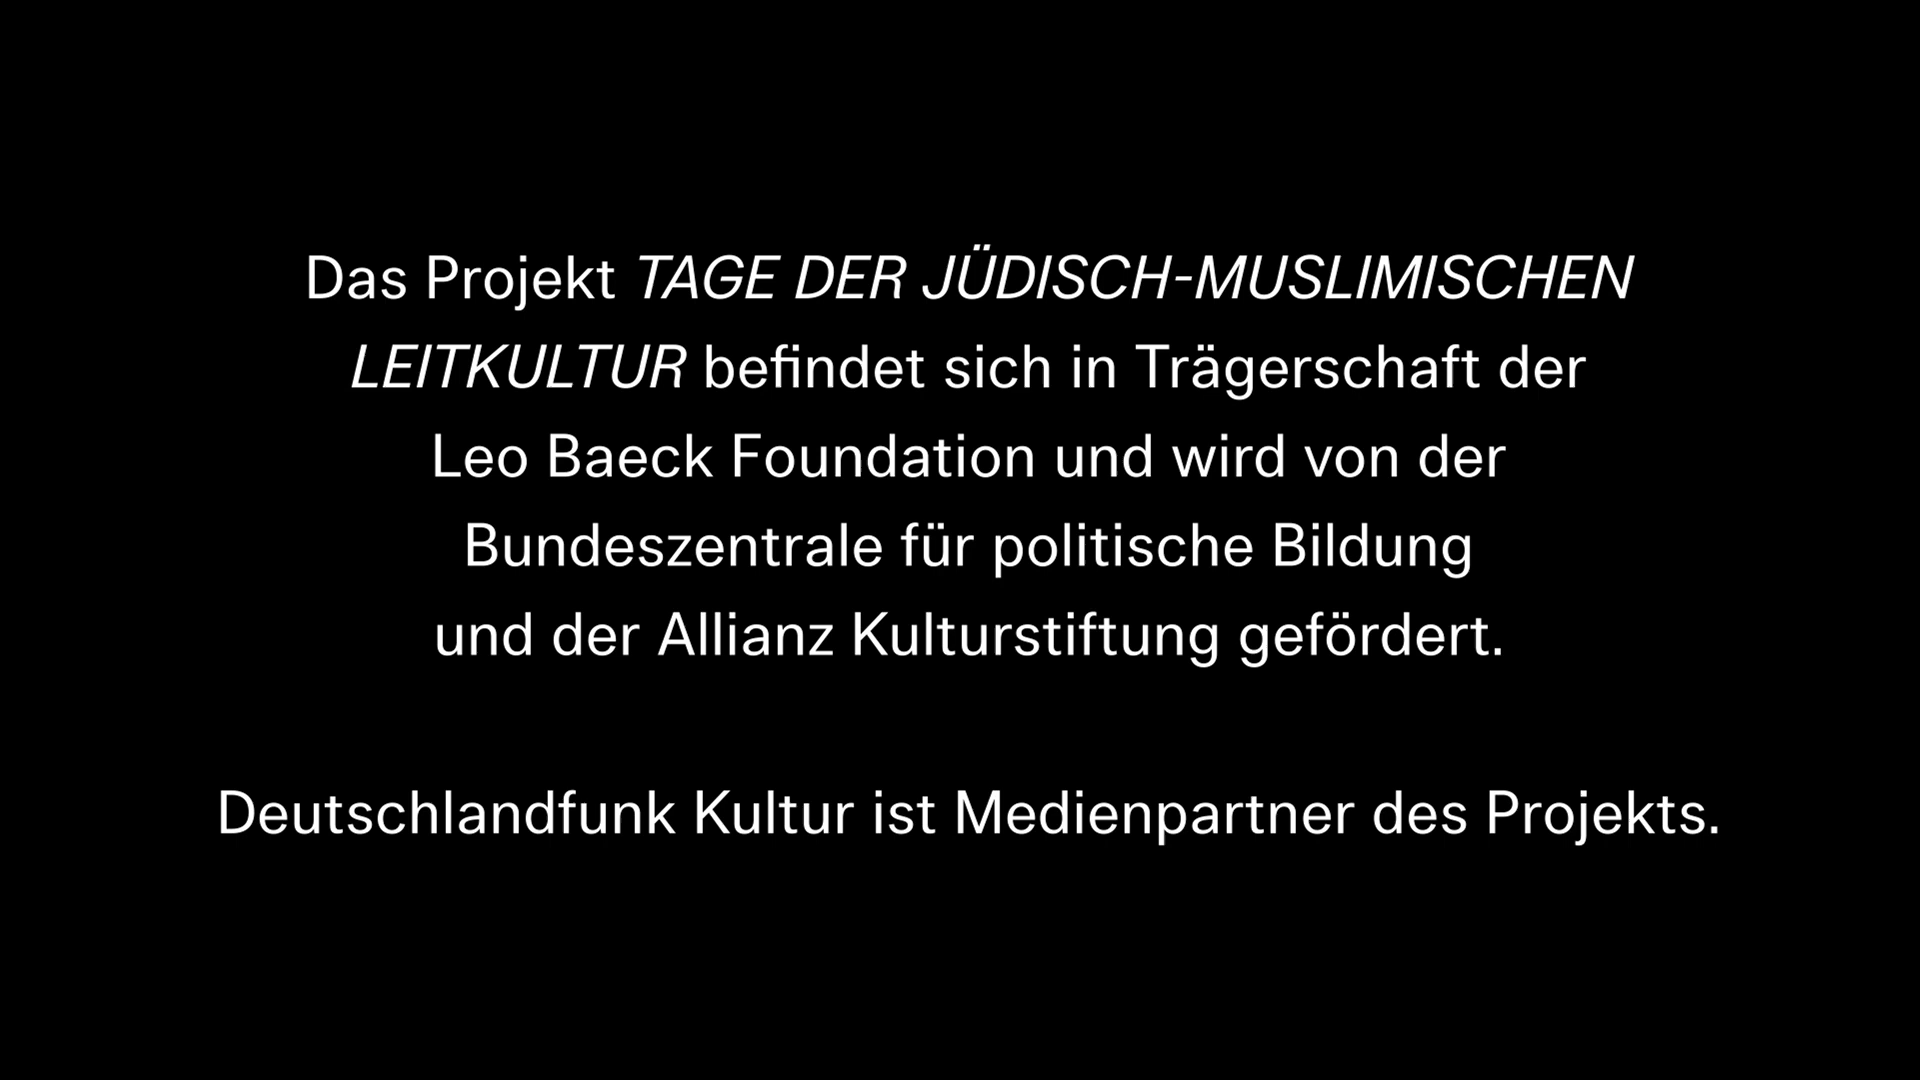 Das Projekt TAGE DER JÜDISCH-MUSLIMISCHEN
LEITKULTUR befindet sich in Trägerschaft der
Leo Baeck Foundation und wird von der
Bundeszentrale für politische Bildung
und der Allianz Kulturstiftung gefördert.
Deutschlandfunk Kultur ist Medienpartner des Projekts.